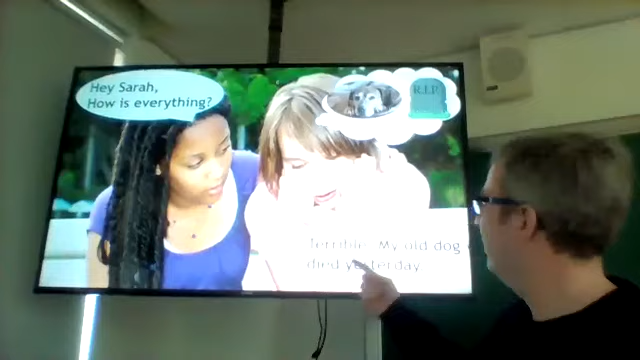 Hey Sarah,
How is everything?
R.I.P.
Terrible. My old dog
died yesterday